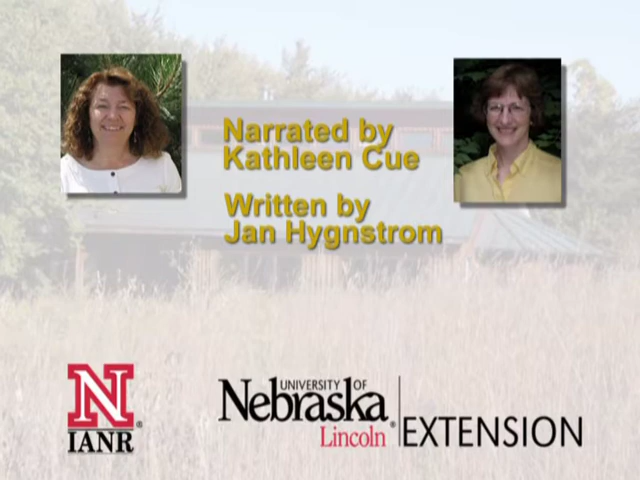 Narrated by
Kathleen Cue
Written by
Jan Hygnstrom
N
IANR®
UNIVERSITY OF
Nebraska
Lincoln®
EXTENSION